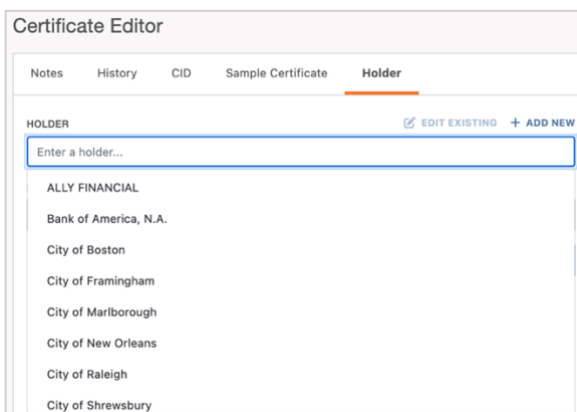 Certificate Editor
Notes History CID Sample Certificate Holder
HOLDER EDIT EXISTING + ADD NEW
Enter a holder...
ALLY FINANCIAL
Bank of America, N.A.
City of Boston
City of Framingham
City of Marlborough
City of New Orleans
City of Raleigh
City of Shrewsbury